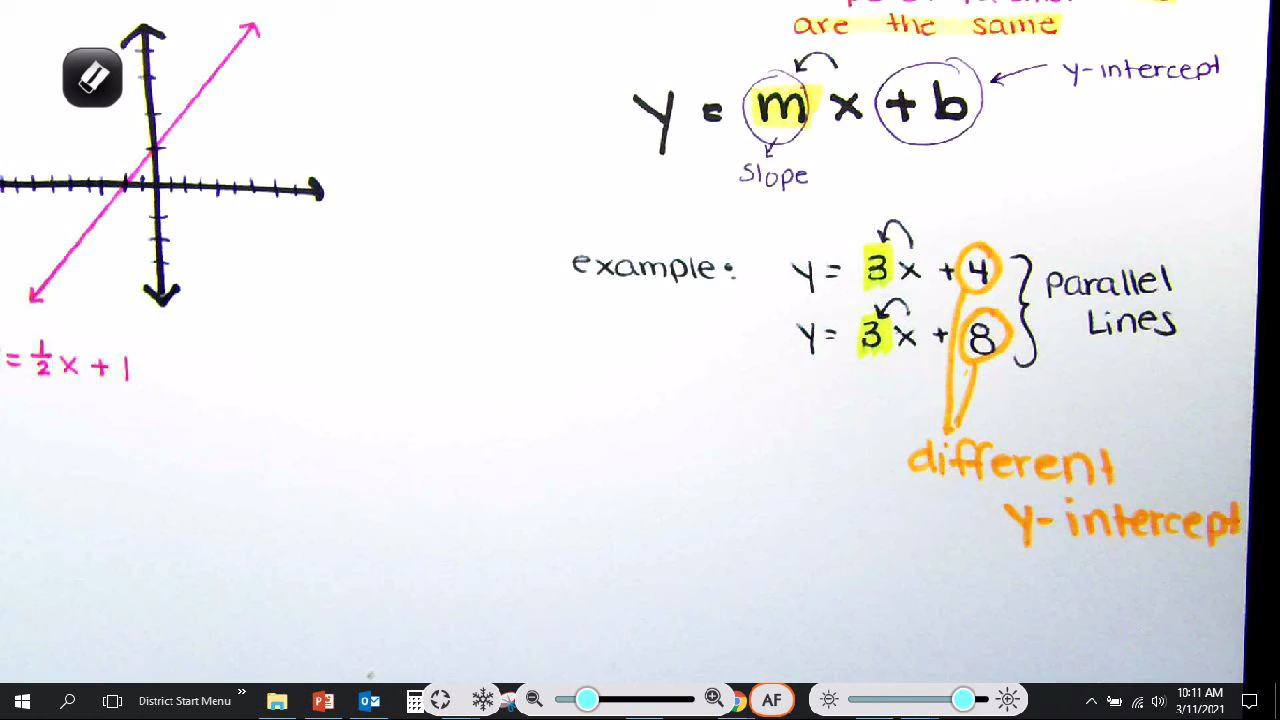 are the same
y = mx + b
y-intercept
slope
example:
y = 3x + 4
y = 3x + 8
Parallel
Lines
different
y-intercept
= 1/2 x + 1
District Start Menu
AF
10:11 AM
3/11/2021